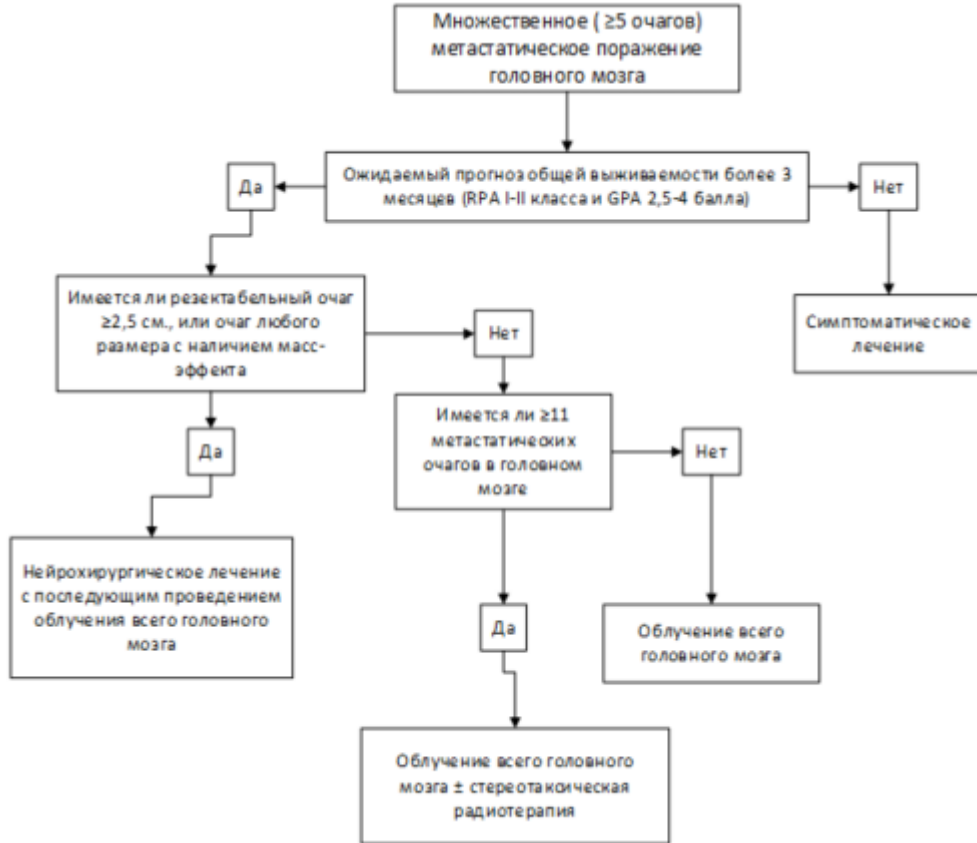 Множественное ( ≥5 очагов)
метастатическое поражение
головного мозга
Да
Ожидаемый прогноз общей выживаемости более 3
месяцев (RPA I-II класса и GPA 2,5-4 балла)
Нет
Имеется ли резектабельный очаг
≥2,5 см., или очаг любого
размера с наличием масс-
эффекта
Нет
Симптоматическое
лечение
Да
Имеется ли ≥11
метастатических
очагов в головном
мозге
Нет
Нейрохирургическое лечение
с последующим проведением
облучения всего головного
мозга
Да
Облучение всего
головного мозга
Облучение всего головного
мозга ± стереотаксическая
радиотерапия